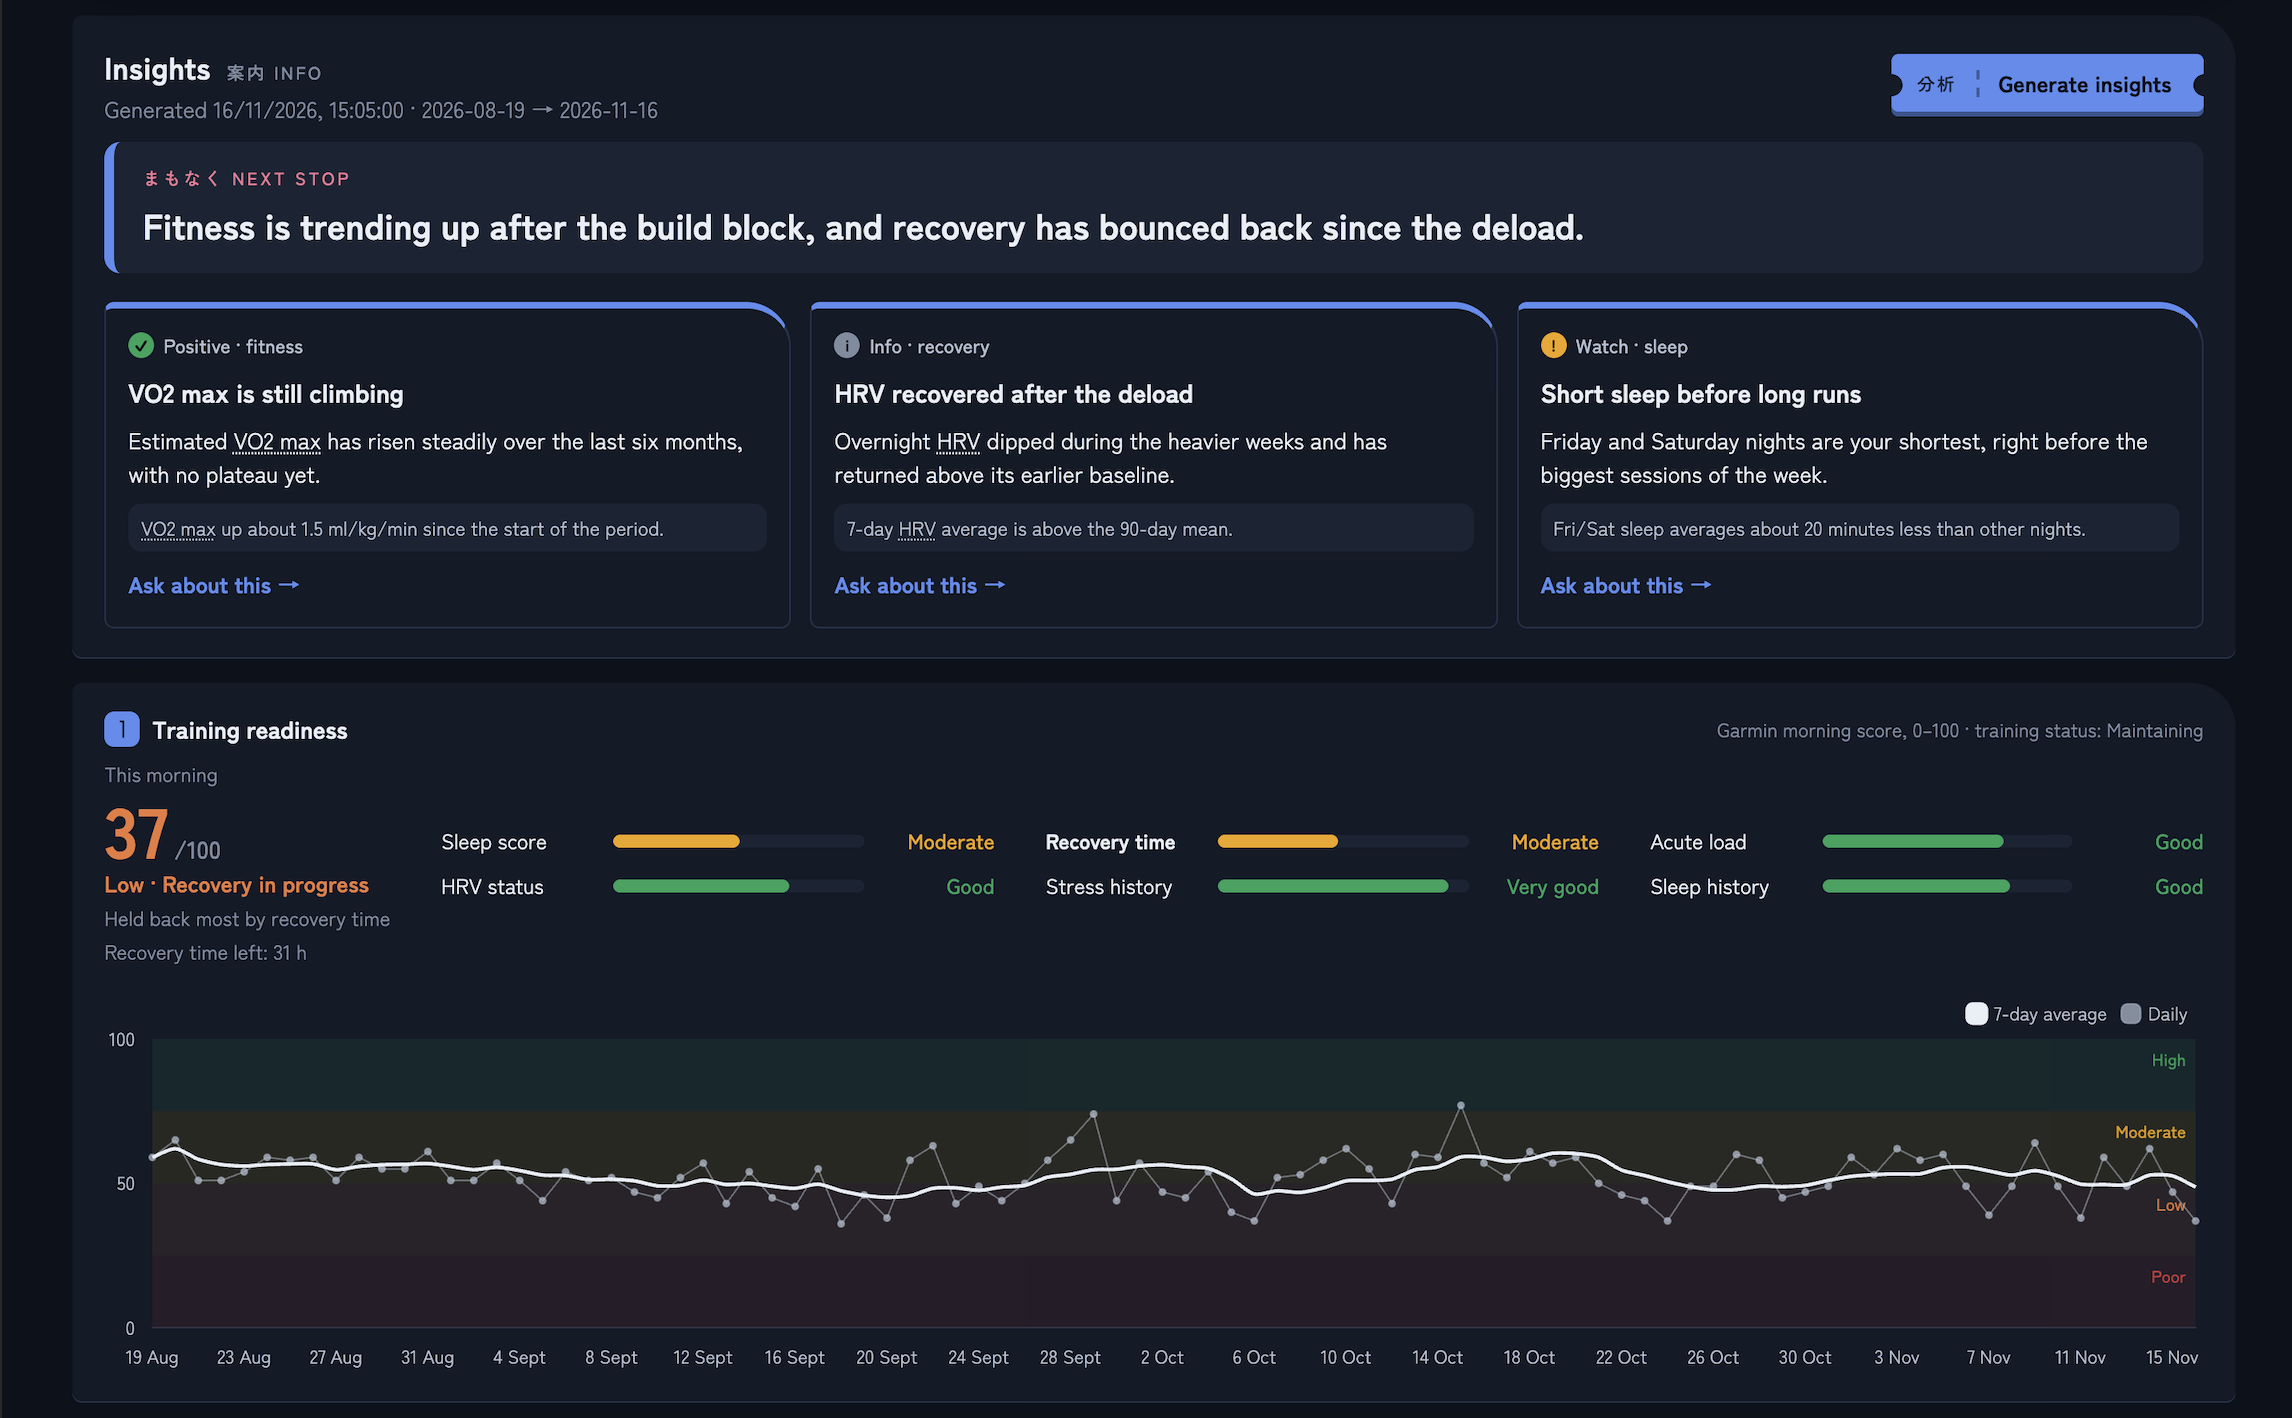 Insights 案内 INFO
Generated 16/11/2026, 15:05:00 · 2026-08-19 → 2026-11-16
分析 Generate insights
まもなく NEXT STOP
Fitness is trending up after the build block, and recovery has bounced back since the deload.
Positive · fitness
VO2 max is still climbing
Estimated VO2 max has risen steadily over the last six months,
with no plateau yet.
VO2 max up about 1.5 ml/kg/min since the start of the period.
Ask about this →
Info · recovery
HRV recovered after the deload
Overnight HRV dipped during the heavier weeks and has
returned above its earlier baseline.
7-day HRV average is above the 90-day mean.
Ask about this →
Watch · sleep
Short sleep before long runs
Friday and Saturday nights are your shortest, right before the
biggest sessions of the week.
Fri/Sat sleep averages about 20 minutes less than other nights.
Ask about this →
1 Training readiness
Garmin morning score, 0–100 · training status: Maintaining
This morning
37 /100
Low · Recovery in progress
Held back most by recovery time
Recovery time left: 31 h
Sleep score Moderate
HRV status Good
Recovery time Moderate
Stress history Very good
Acute load Good
Sleep history Good
7-day average Daily
100
50
0
High
Moderate
Low
Poor
19 Aug 23 Aug 27 Aug 31 Aug 4 Sept 8 Sept 12 Sept 16 Sept 20 Sept 24 Sept 28 Sept 2 Oct 6 Oct 10 Oct 14 Oct 18 Oct 22 Oct 26 Oct 30 Oct 3 Nov 7 Nov 11 Nov 15 Nov